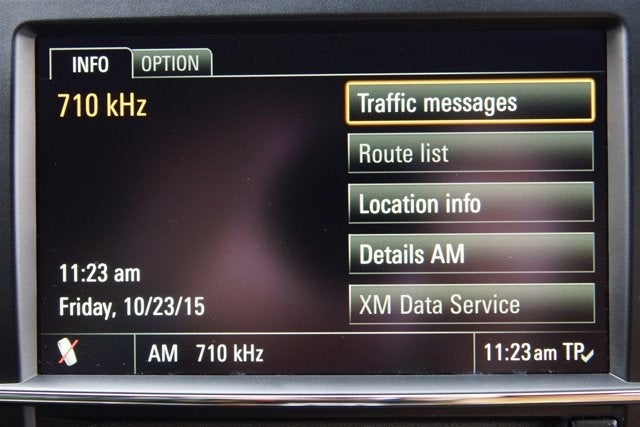 INFO OPTION
710 kHz
Traffic messages
Route list
Location info
Details AM
XM Data Service
11:23 am
Friday, 10/23/15
AM 710 kHz
11:23 am TP